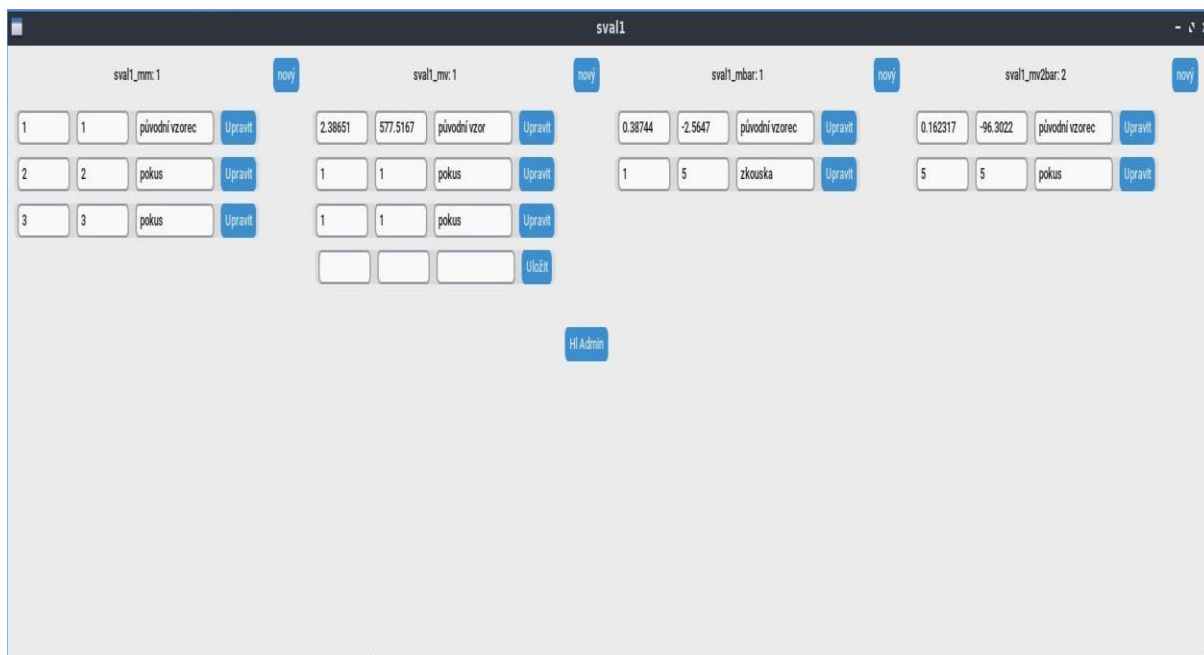 sval1
sval1_mm: 1 nový sval1_mv: 1 nový sval1_mbar: 1 nový sval1_mv2bar: 2 nový
1 1 původní vzorec Upravit 2.38651 577.5167 původní vzor Upravit 0.38744 -2.5647 původní vzorec Upravit 0.162317 -96.3022 původní vzorec Upravit
2 2 pokus Upravit 1 1 pokus Upravit 1 5 zkouska Upravit 5 5 pokus Upravit
3 3 pokus Upravit 1 1 pokus Upravit
Uložit
Hl Admin